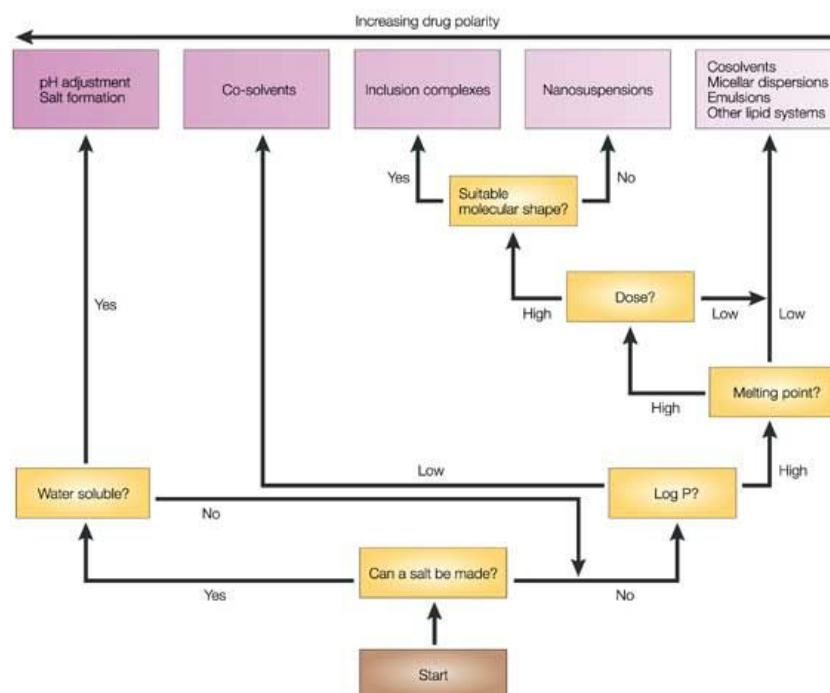 Increasing drug polarity
pH adjustment
Salt formation
Co-solvents
Inclusion complexes
Nanosuspensions
Cosolvents
Micellar dispersions
Emulsions
Other lipid systems
Yes
Suitable
molecular shape?
No
Yes
High
Dose?
Low
Low
High
Melting point?
Water soluble?
No
Low
Log P?
High
Yes
Can a salt be made?
No
Start